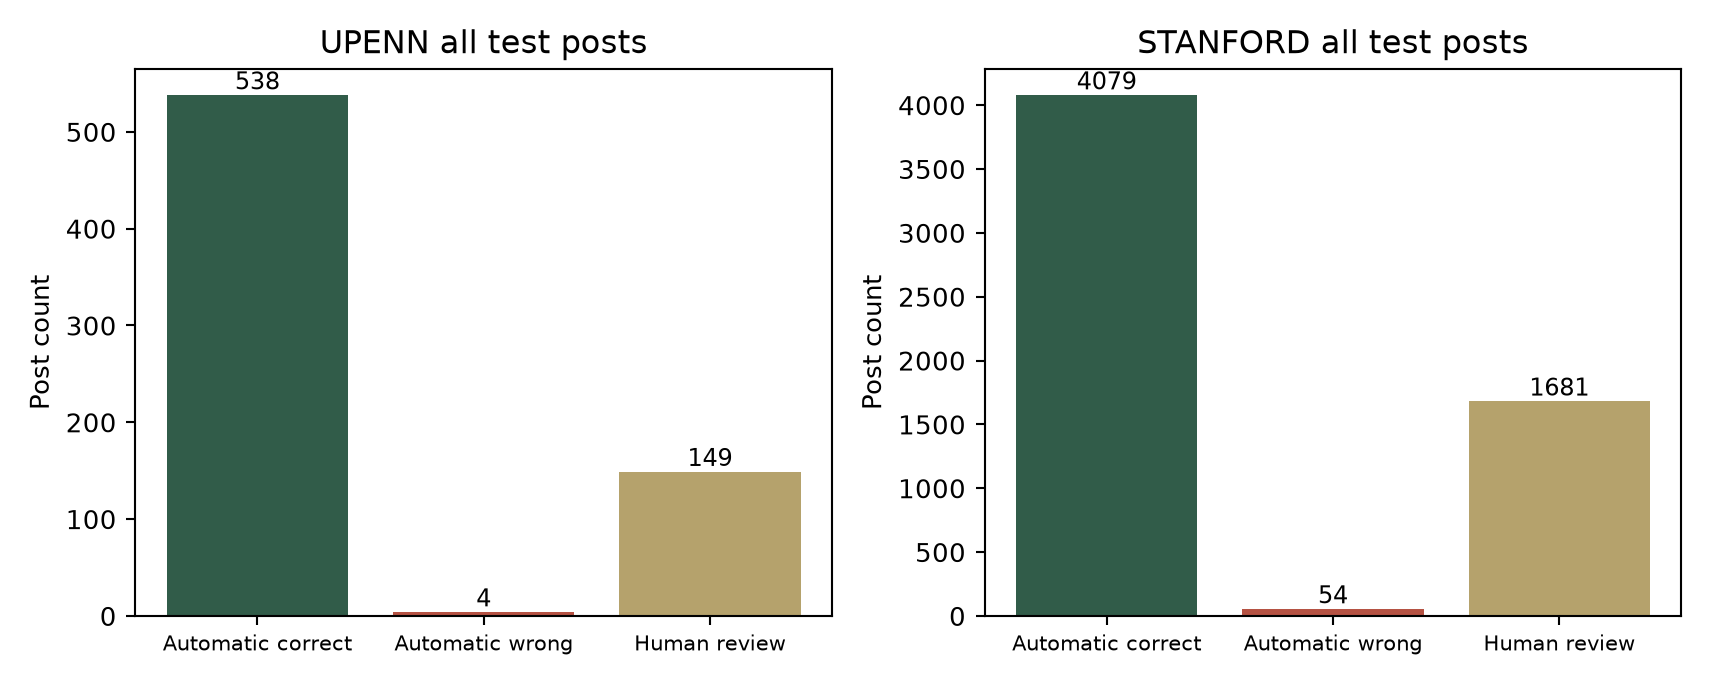 UPENN all test posts
538
500
400
300
200
100
0
Post count
4
149
Automatic correct
Automatic wrong
Human review
STANFORD all test posts
4079
4000
3500
3000
2500
2000
1500
1000
500
0
Post count
54
1681
Automatic correct
Automatic wrong
Human review